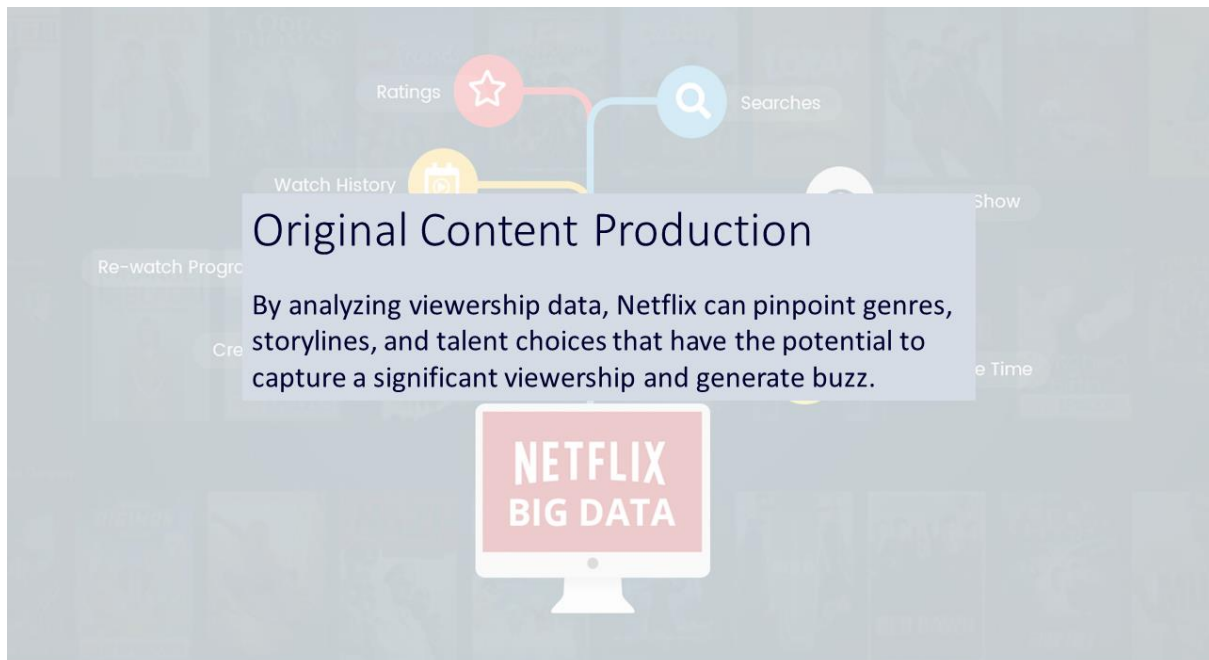 Ratings
Searches
Watch History
Show
Original Content Production
Re-watch Progra
By analyzing viewership data, Netflix can pinpoint genres,
storylines, and talent choices that have the potential to
Cre
capture a significant viewership and generate buzz.
e Time
NETFLIX
BIG DATA